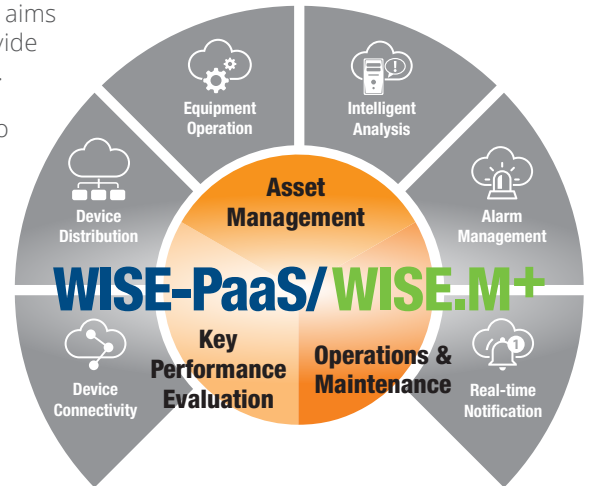 aims
vide
Equipment
Operation
Intelligent
Analysis
Device
Distribution
Asset
Management
Alarm
Management
WISE-PaaS/WISE.M+
Device
Connectivity
Key
Performance
Evaluation
Operations &
Maintenance
1
Real-time
Notification